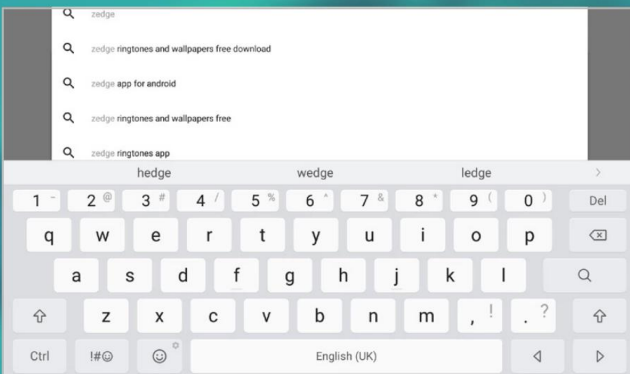 zedge
zedge ringtones and wallpapers free download
zedge app for android
zedge ringtones and wallpapers free
zedge ringtones app
hedge wedge ledge >
1 - 2 @ 3 # 4 / 5 % 6 ^ 7 & 8 * 9 ( 0 ) Del
q w e r t y u i o p
a s d f g h j k l
z x c v b n m , ! . ?
Ctrl !#☺ English (UK)